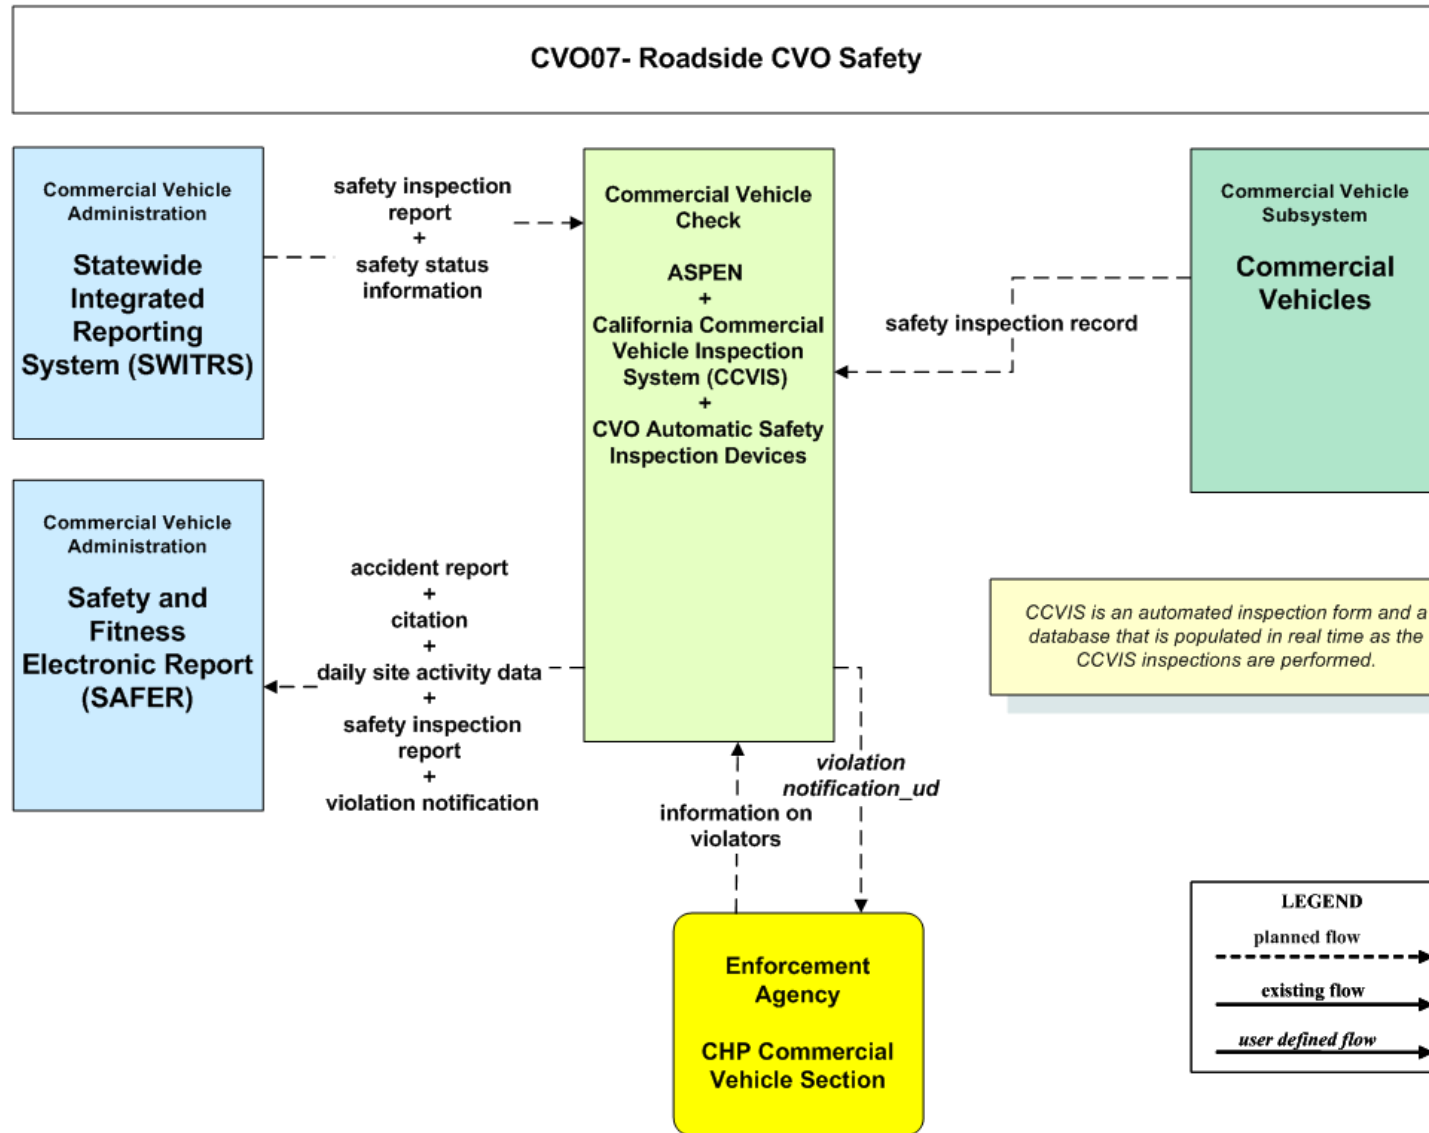 CVO07- Roadside CVO Safety
Commercial Vehicle
Administration
Statewide
Integrated
Reporting
System (SWITRS)
safety inspection
report
+
safety status
information
Commercial Vehicle
Check
ASPEN
+
California Commercial
Vehicle Inspection
System (CCVIS)
+
CVO Automatic Safety
Inspection Devices
Commercial Vehicle
Subsystem
Commercial
Vehicles
safety inspection record
Commercial Vehicle
Administration
Safety and
Fitness
Electronic Report
(SAFER)
accident report
+
citation
+
daily site activity data
+
safety inspection
report
+
violation notification
CCVIS is an automated inspection form and a
database that is populated in real time as the
CCVIS inspections are performed.
violation
notification_ud
information on
violators
Enforcement
Agency
CHP Commercial
Vehicle Section
LEGEND
planned flow
existing flow
user defined flow